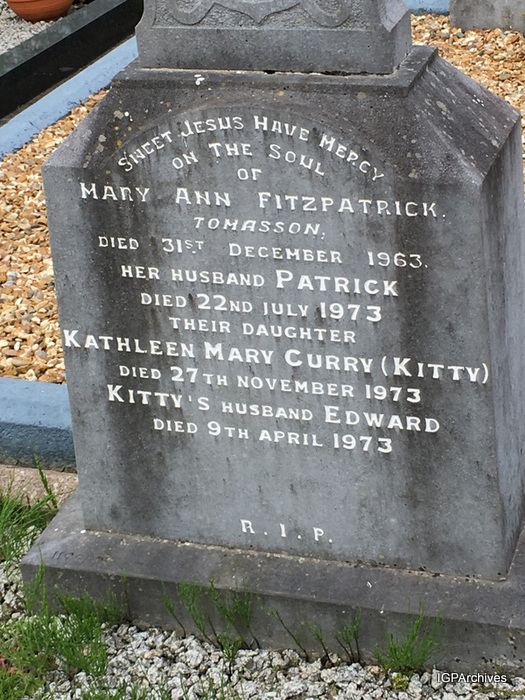 Sweet Jesus Have Mercy
on the Soul
of
Mary Ann Fitzpatrick.
Tomasson.
died 31st December 1963.
her husband Patrick
died 22nd July 1973
their daughter
Kathleen Mary Curry (Kitty)
died 27th November 1973
Kitty's husband Edward
died 9th April 1973
R.I.P.
IGPArchives